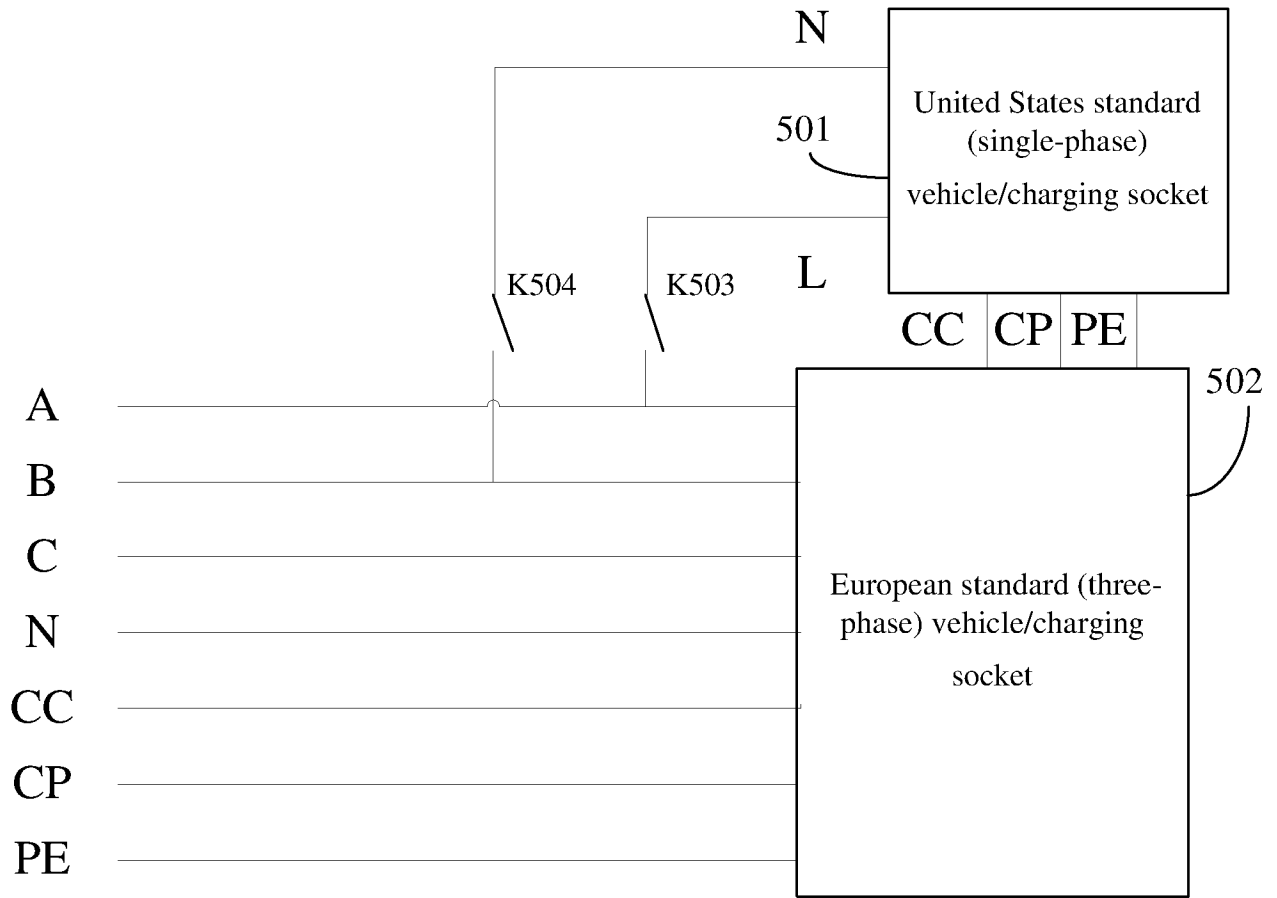 N
United States standard
(single-phase)
vehicle/charging socket
501
L
K504
K503
CC CP PE
502
A
B
C
N
CC
CP
PE
European standard (three-
phase) vehicle/charging
socket